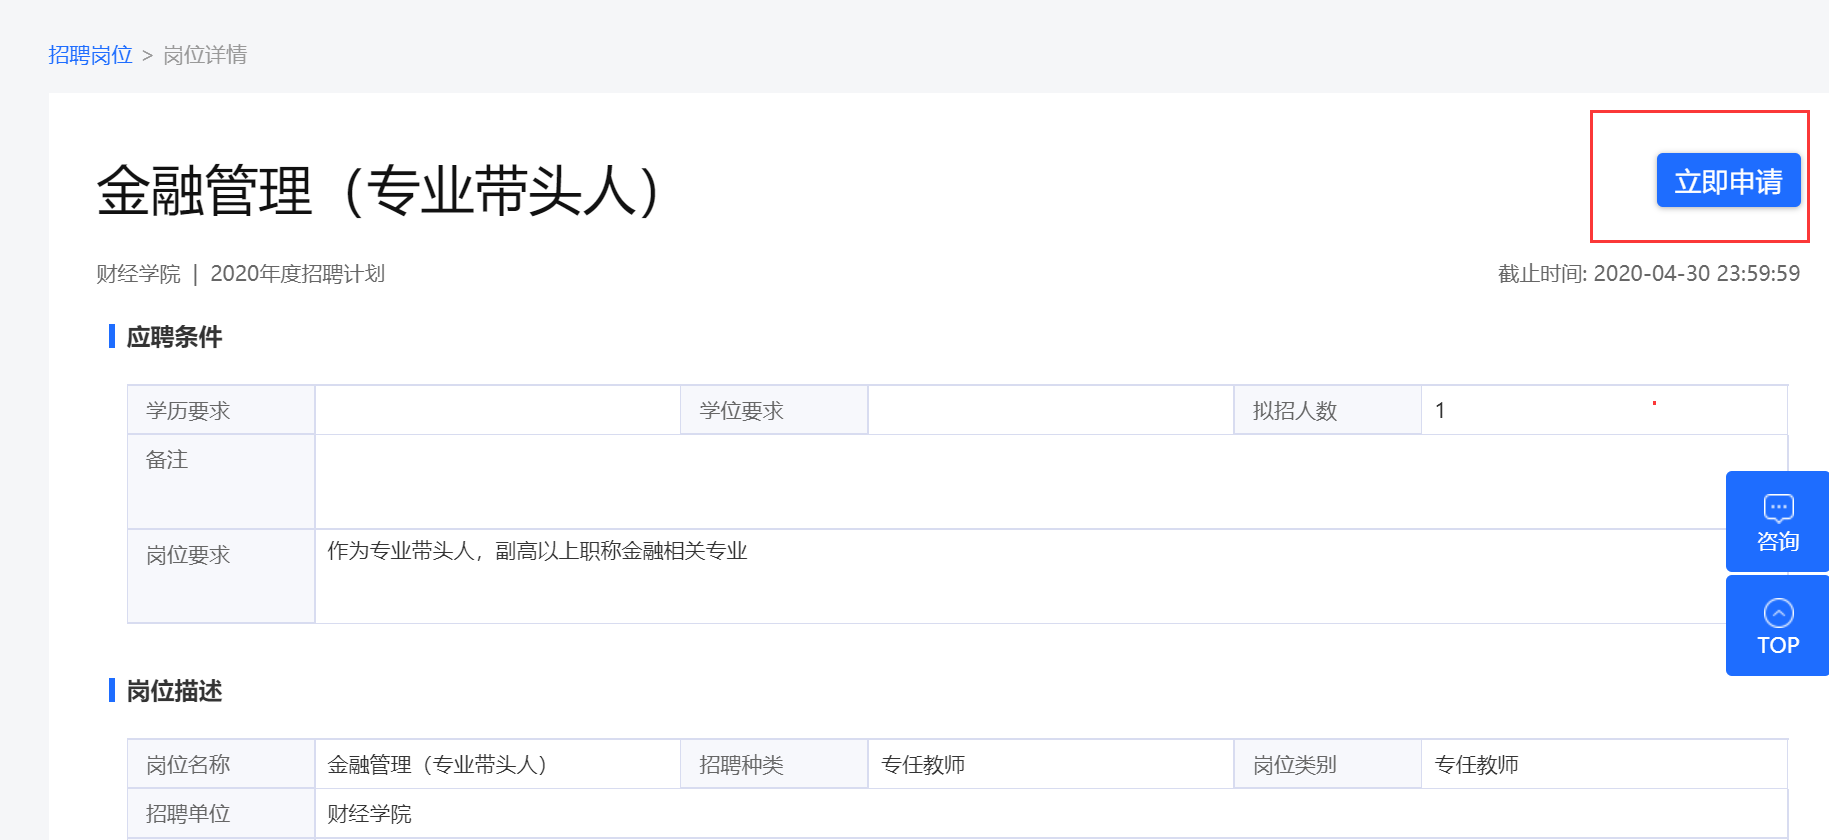 招聘岗位 > 岗位详情
金融管理（专业带头人）
立即申请
财经学院 | 2020年度招聘计划
截止时间: 2020-04-30 23:59:59
应聘条件
学历要求 学位要求 拟招人数 1
备注
岗位要求 作为专业带头人，副高以上职称金融相关专业
咨询
TOP
岗位描述
岗位名称 金融管理（专业带头人） 招聘种类 专任教师 岗位类别 专任教师
招聘单位 财经学院